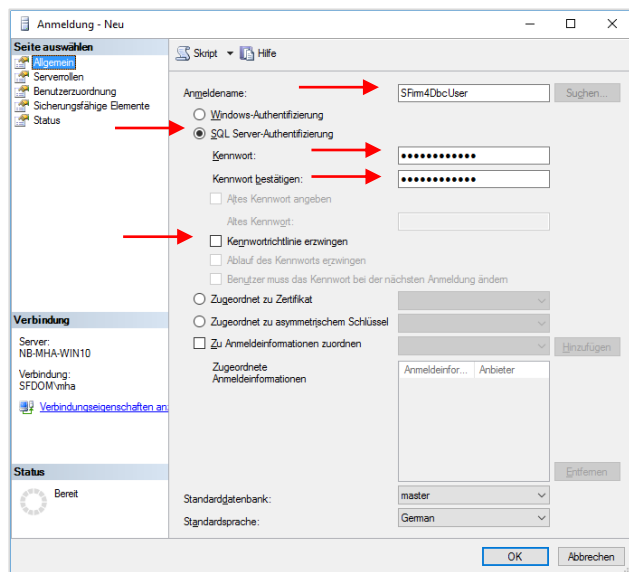 Anmeldung - Neu
Seite auswählen
Allgemein
Serverrollen
Benutzerzuordnung
Sicherungsfähige Elemente
Status
Skript
Hilfe
Anmeldename:
SFirm4DbcUser
Suchen...
Windows-Authentifizierung
SQL Server-Authentifizierung
Kennwort:
●●●●●●●●●●●●
Kennwort bestätigen:
●●●●●●●●●●●●
Altes Kennwort angeben
Altes Kennwort:
Kennwortrichtlinie erzwingen
Ablauf des Kennworts erzwingen
Benutzer muss das Kennwort bei der nächsten Anmeldung ändern
Zugeordnet zu Zertifikat
Zugeordnet zu asymmetrischem Schlüssel
Zu Anmeldeinformationen zuordnen
Hinzufügen
Zugeordnete
Anmeldeinformationen
Anmeldeinfor... Anbieter
Entfernen
Verbindung
Server:
NB-MHA-WIN10
Verbindung:
SFDOM\mha
Verbindungseigenschaften an
Status
Bereit
Standarddatenbank:
master
Standardsprache:
German
OK
Abbrechen